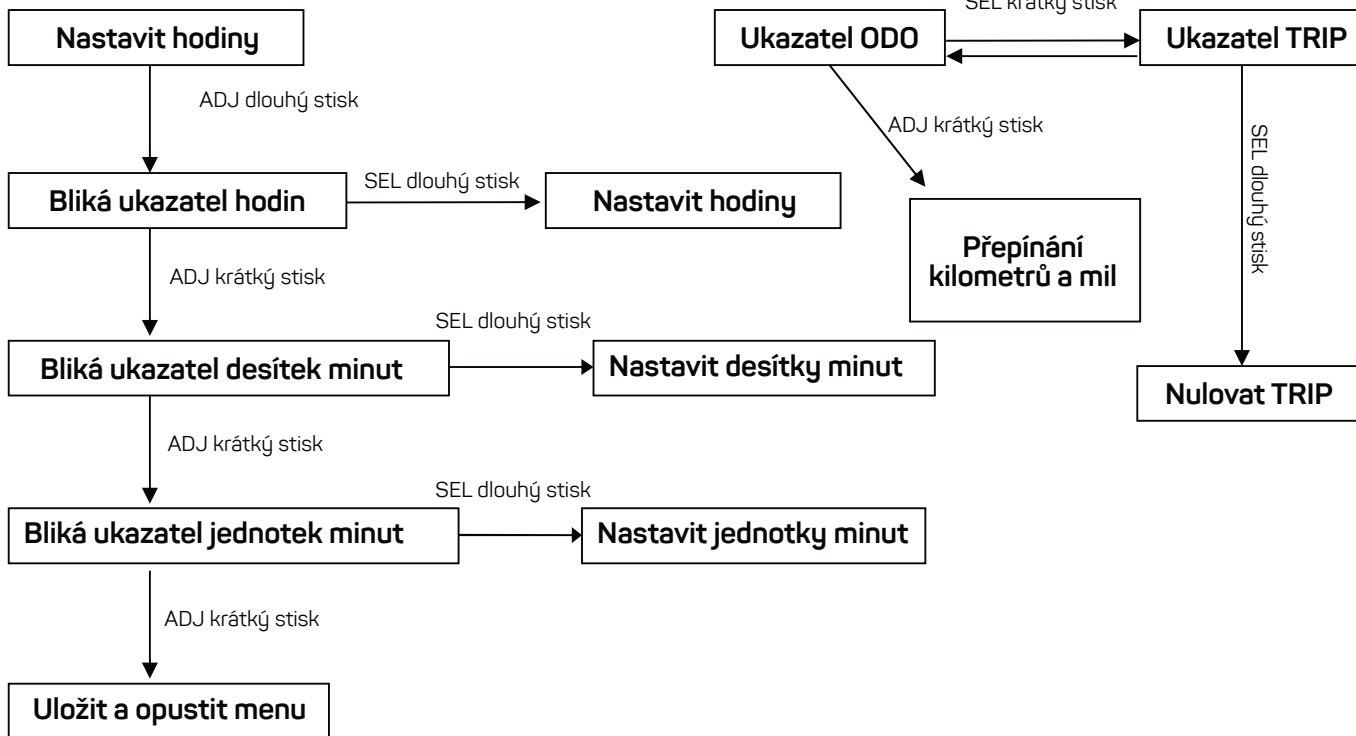 SEL krátký stisk
Nastavit hodiny
Ukazatel ODO
Ukazatel TRIP
ADJ dlouhý stisk
ADJ krátký stisk
SEL dlouhý stisk
Bliká ukazatel hodin
SEL dlouhý stisk
Nastavit hodiny
Přepínání
kilometrů a mil
ADJ krátký stisk
SEL dlouhý stisk
Bliká ukazatel desítek minut
Nastavit desítky minut
Nulovat TRIP
ADJ krátký stisk
SEL dlouhý stisk
Bliká ukazatel jednotek minut
Nastavit jednotky minut
ADJ krátký stisk
Uložit a opustit menu